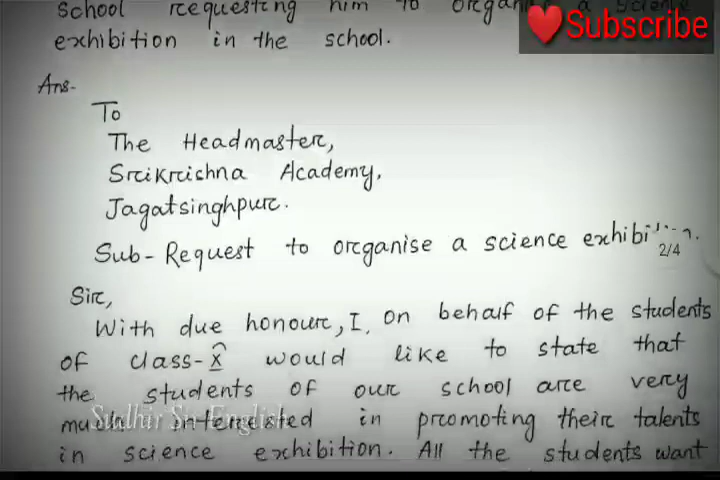 School requesting him to organise a science
❤️Subscribe
exhibition in the school.
Ans-
To
The Headmaster,
Srikrishna Academy,
Jagatsinghpur.
Sub-Request to organise a science exhibition.
2/4
Sir,
With due honour, I, on behalf of the students
of class-X would like to state that
the students of our school are very
much interested in promoting their talents
Sudhir Sir English
in science exhibition. All the students want